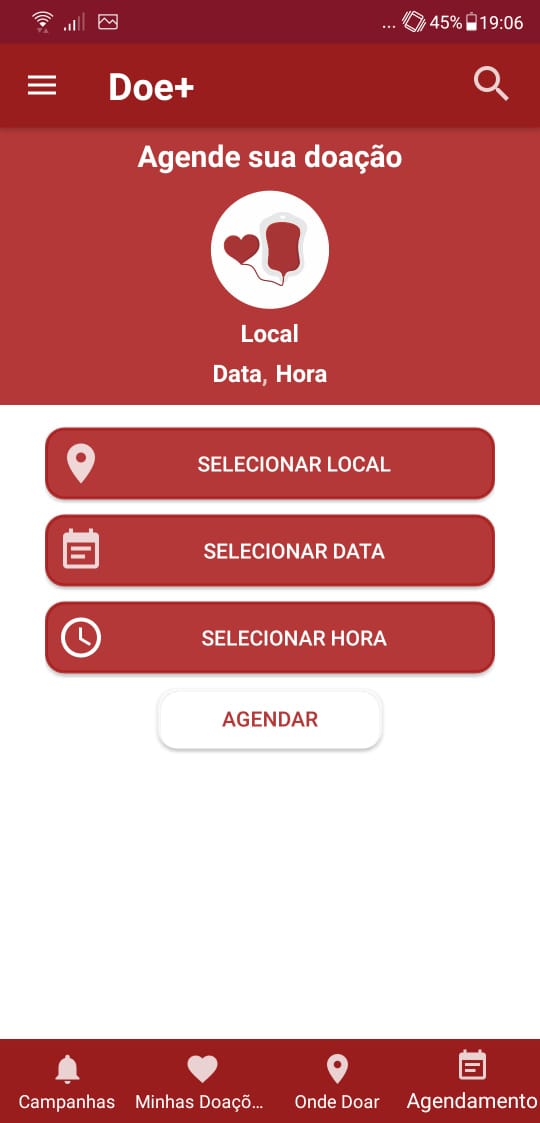 ... 45% 19:06
Doe+
Agende sua doação
Local
Data, Hora
SELECIONAR LOCAL
SELECIONAR DATA
SELECIONAR HORA
AGENDAR
Campanhas Minhas Doaçõ... Onde Doar Agendamento